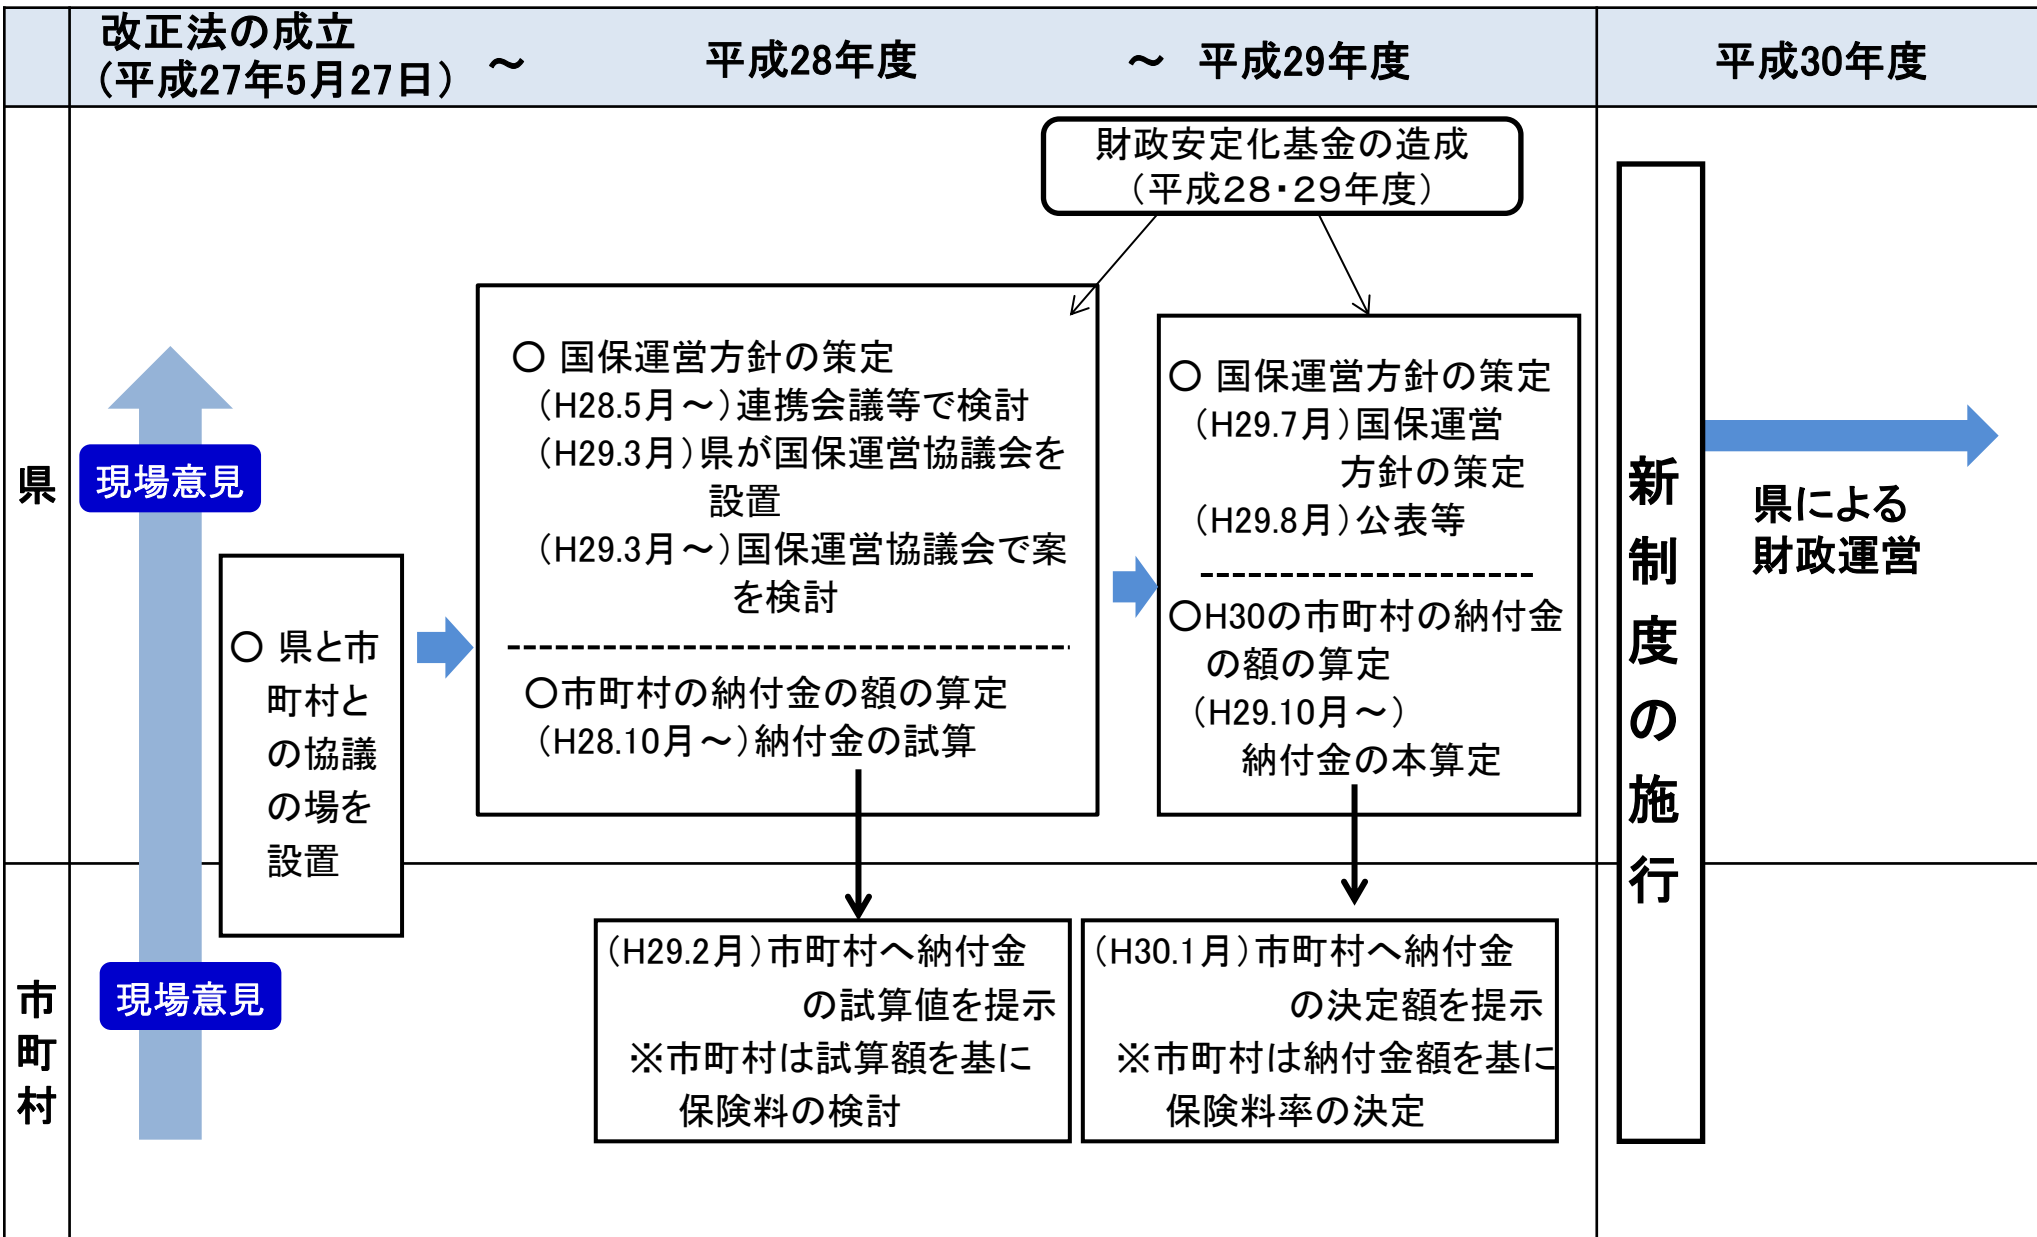 改正法の成立
(平成27年5月27日)
～
平成28年度
～
平成29年度
平成30年度
県
市
町
村
財政安定化基金の造成
（平成28・29年度）
現場意見
現場意見
〇 県と市
町村と
の協議
の場を
設置
〇 国保運営方針の策定
（H28.5月～）連携会議等で検討
（H29.3月）県が国保運営協議会を
設置
（H29.3月～）国保運営協議会で案
を検討
〇市町村の納付金の額の算定
（H28.10月～）納付金の試算
〇 国保運営方針の策定
（H29.7月）国保運営
方針の策定
（H29.8月）公表等
〇H30の市町村の納付金
の額の算定
（H29.10月～）
納付金の本算定
（H29.2月）市町村へ納付金
の試算値を提示
※市町村は試算額を基に
保険料の検討
（H30.1月）市町村へ納付金
の決定額を提示
※市町村は納付金額を基に
保険料率の決定
新
制
度
の
施
行
県による
財政運営